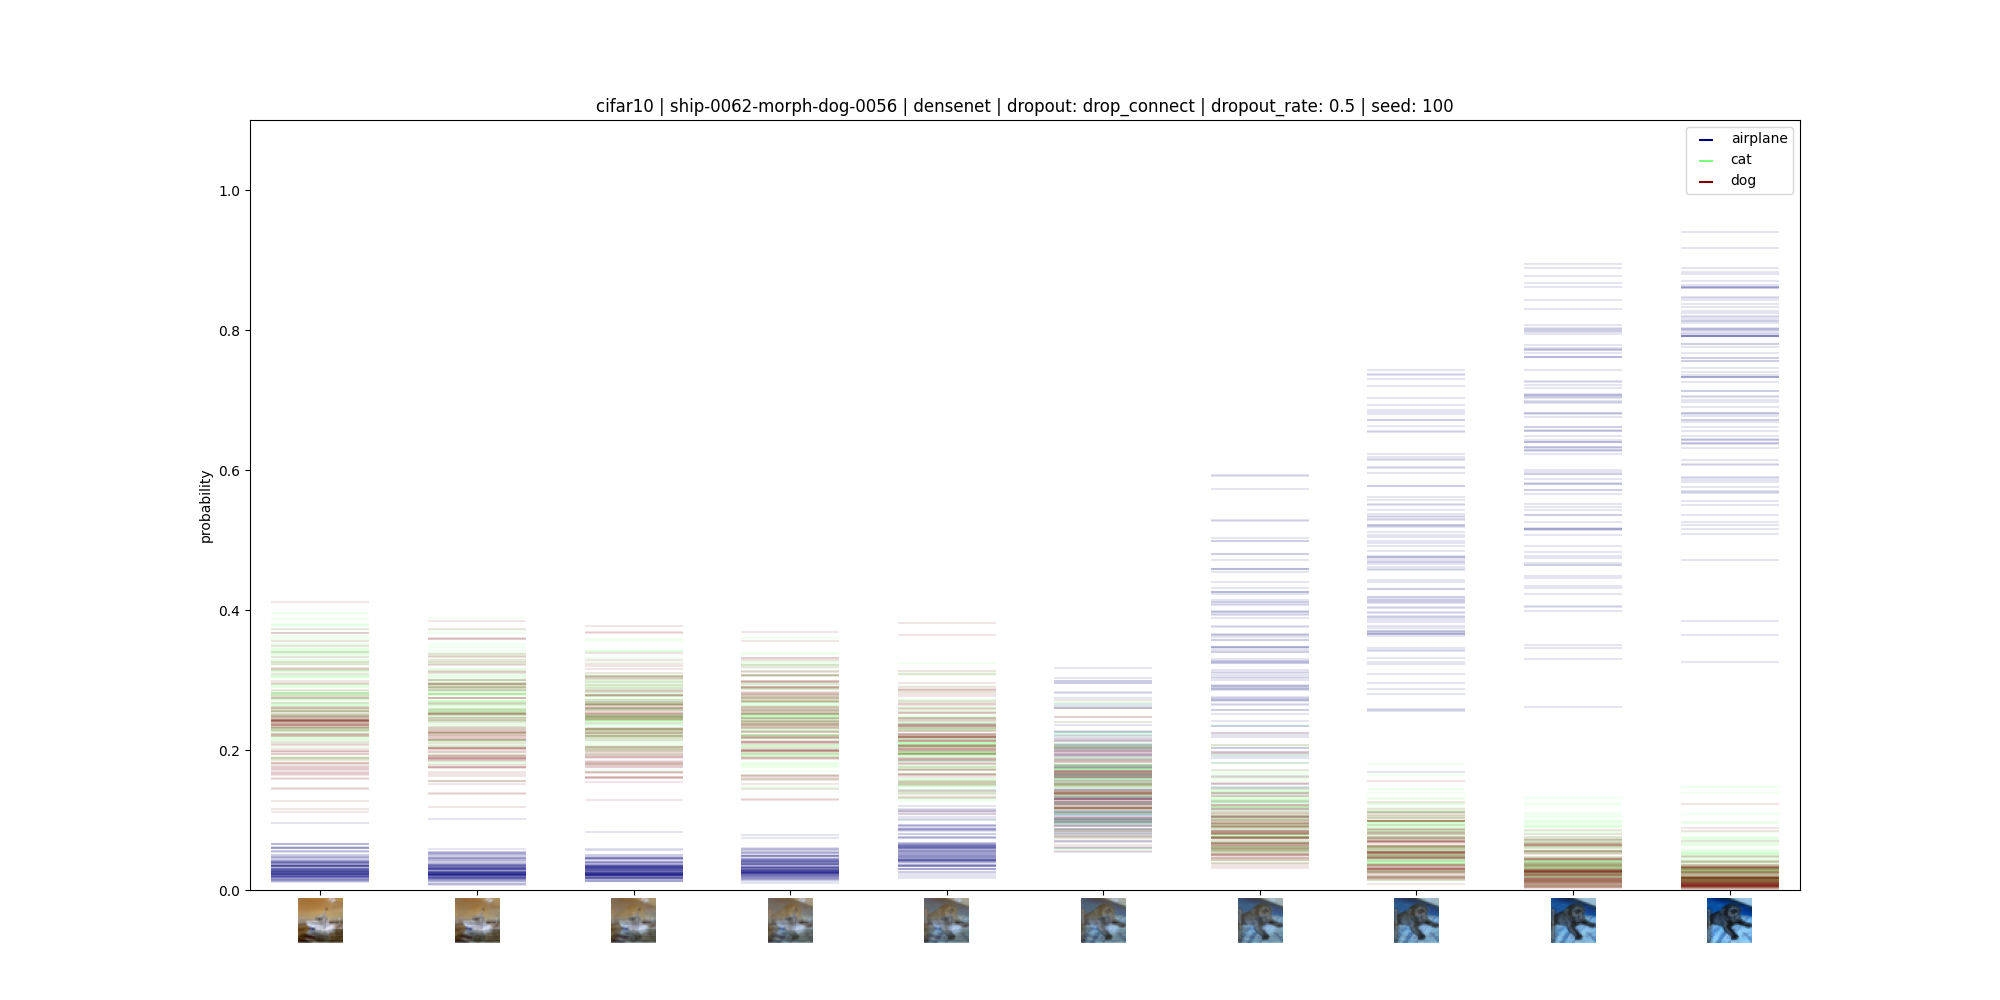 cifar10 | ship-0062-morph-dog-0056 | densenet | dropout: drop_connect | dropout_rate: 0.5 | seed: 100
airplane
cat
dog
1.0
0.8
0.6
0.4
0.2
0.0
probability